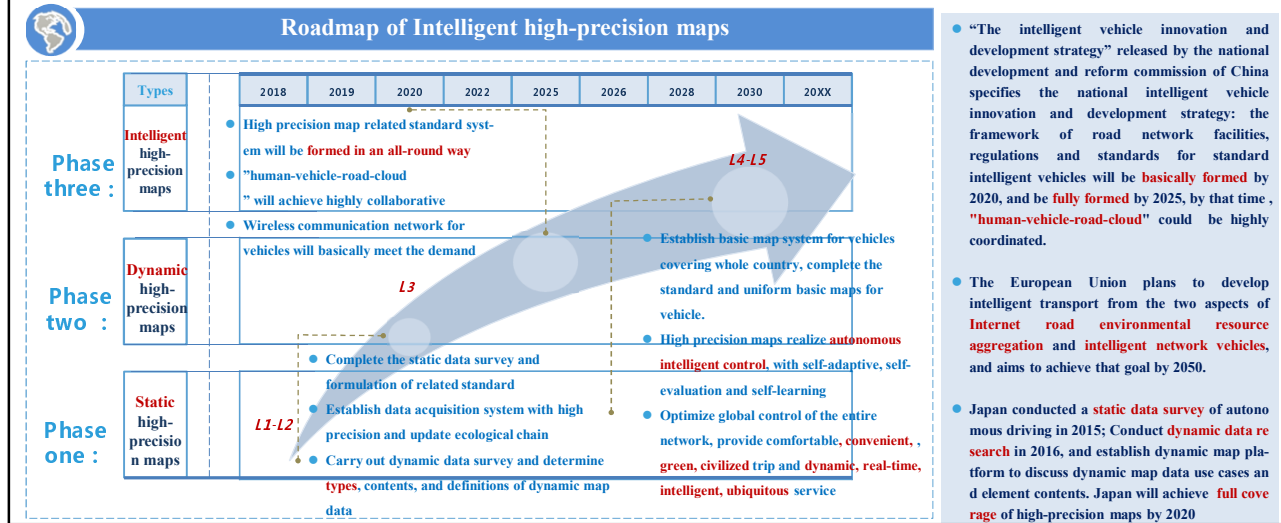 Roadmap of Intelligent high-precision maps
Types
2018 2019 2020 2022 2025 2026 2028 2030 20XX
Phase
three :
Intelligent
high-
precision
maps
High precision map related standard syst-
em will be formed in an all-round way
”human-vehicle-road-cloud
” will achieve highly collaborative
Wireless communication network for
vehicles will basically meet the demand
L4-L5
Phase
two :
Dynamic
high-
precision
maps
L3
Establish basic map system for vehicles
covering whole country, complete the
standard and uniform basic maps for
vehicle.
High precision maps realize autonomous
intelligent control, with self-adaptive, self-
evaluation and self-learning
Optimize global control of the entire
network, provide comfortable, convenient, ,
green, civilized trip and dynamic, real-time,
intelligent, ubiquitous service
Phase
one :
Static
high-
precisio
n maps
L1-L2
Complete the static data survey and
formulation of related standard
Establish data acquisition system with high
precision and update ecological chain
Carry out dynamic data survey and determine
types, contents, and definitions of dynamic map
data
“The intelligent vehicle innovation and
development strategy” released by the national
development and reform commission of China
specifies the national intelligent vehicle
innovation and development strategy: the
framework of road network facilities,
regulations and standards for standard
intelligent vehicles will be basically formed by
2020, and be fully formed by 2025, by that time ,
"human-vehicle-road-cloud" could be highly
coordinated.
The European Union plans to develop
intelligent transport from the two aspects of
Internet road environmental resource
aggregation and intelligent network vehicles,
and aims to achieve that goal by 2050.
Japan conducted a static data survey of autono
mous driving in 2015; Conduct dynamic data re
search in 2016, and establish dynamic map pla-
tform to discuss dynamic map data use cases an
d element contents. Japan will achieve full cove
rage of high-precision maps by 2020